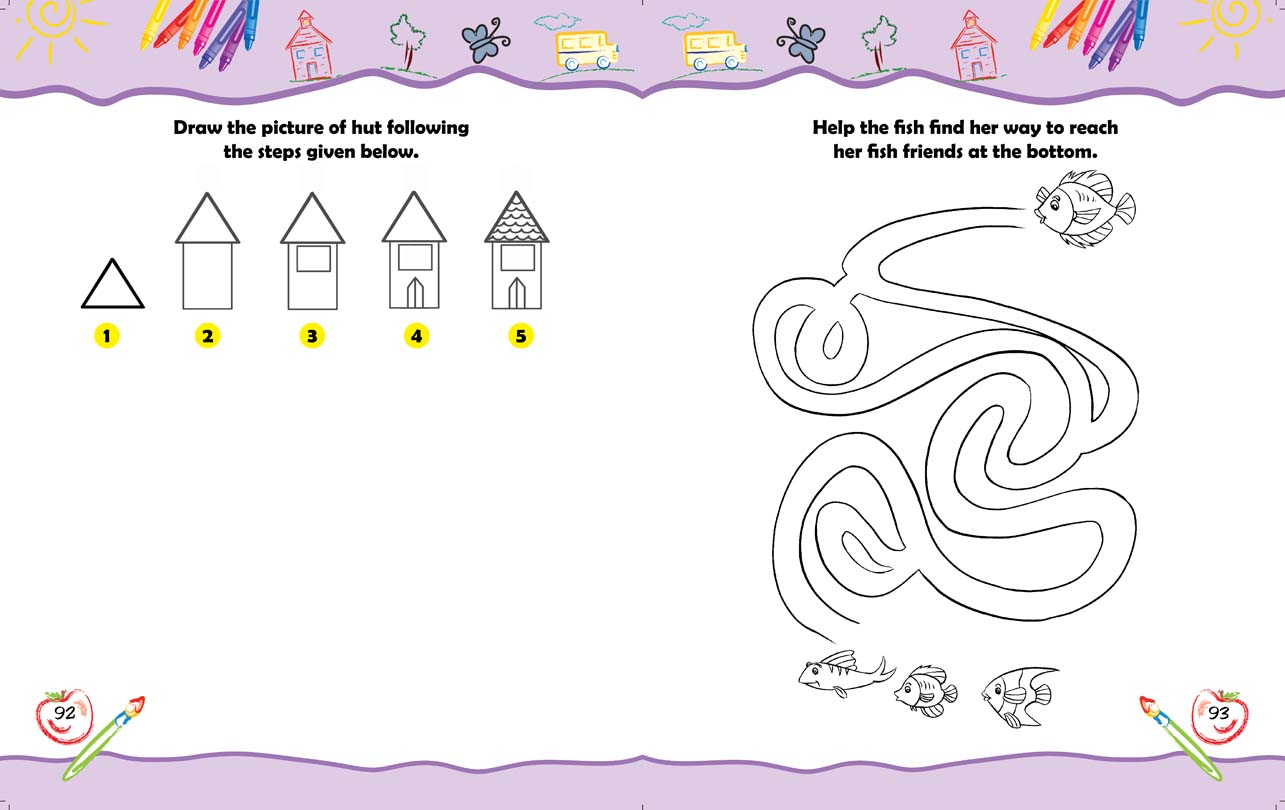 Draw the picture of hut following
the steps given below.
1
2
3
4
5
92
Help the fish find her way to reach
her fish friends at the bottom.
93